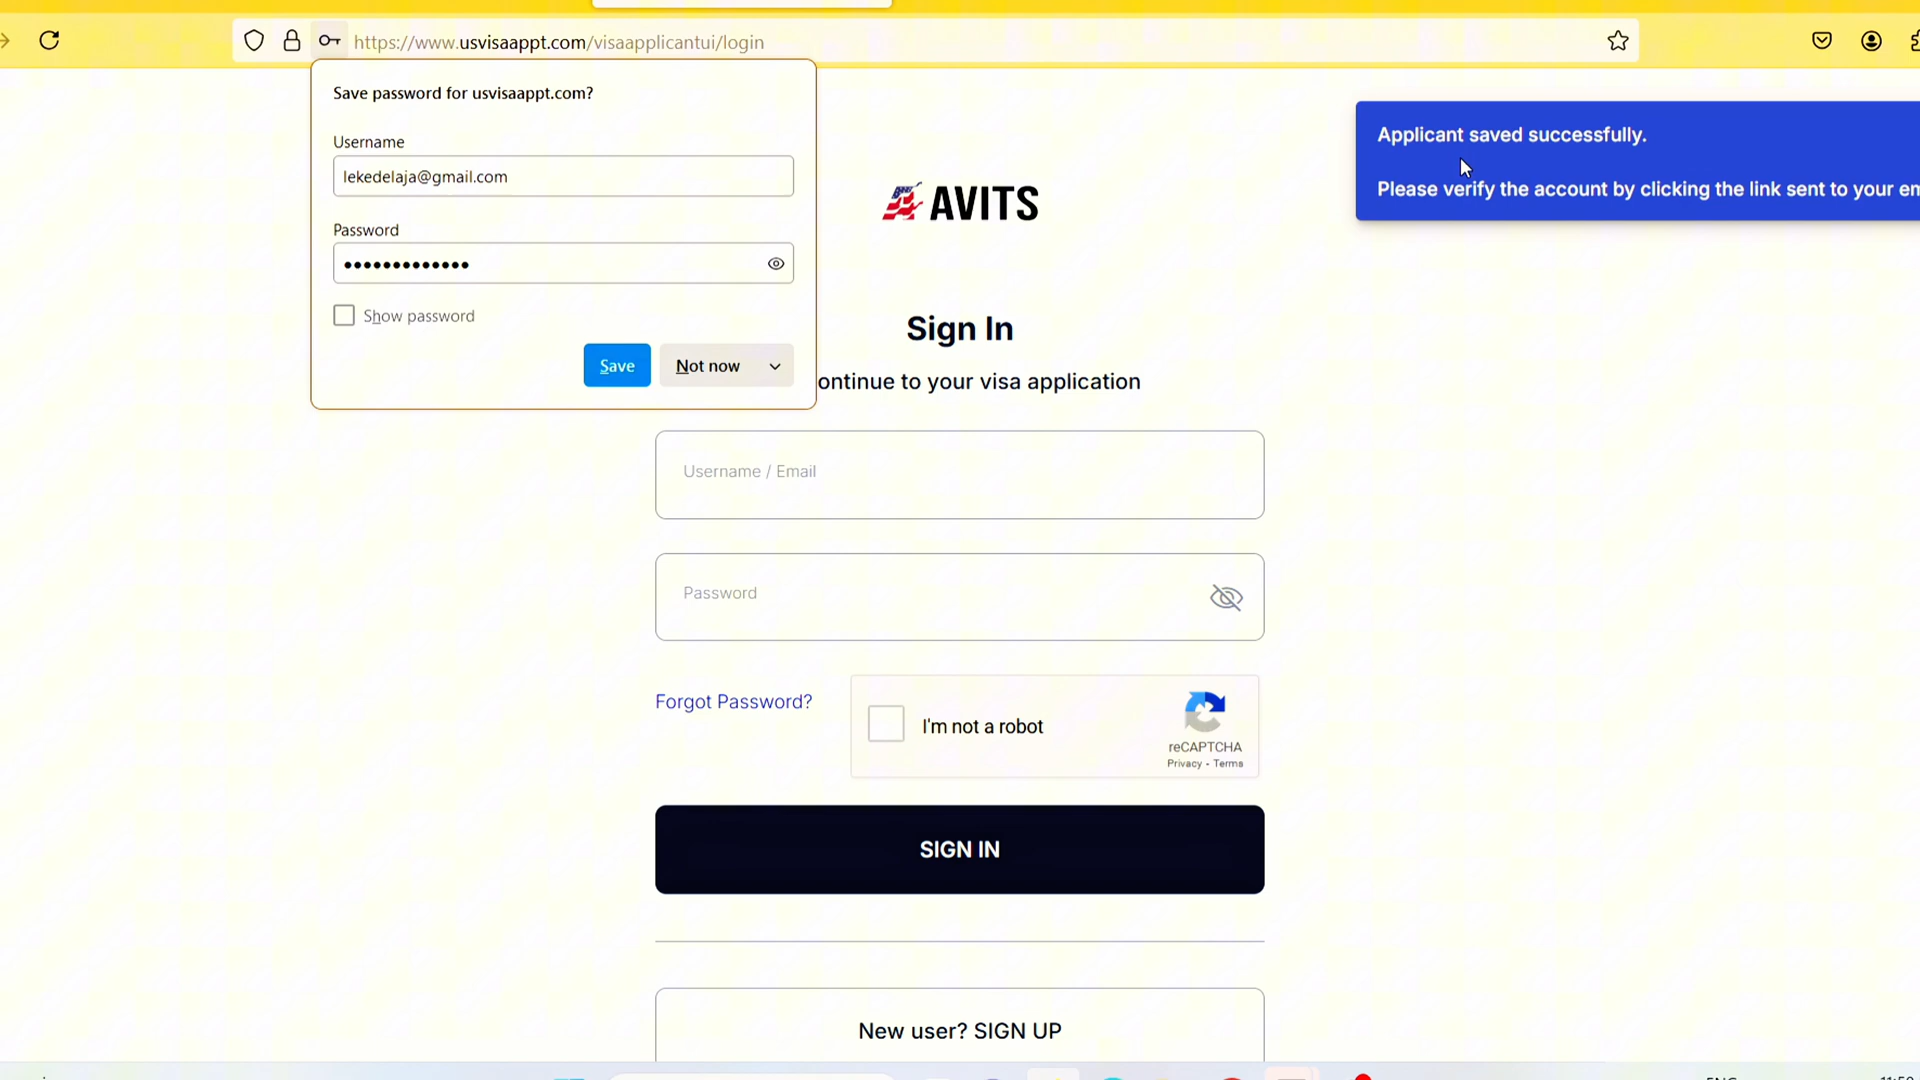 https://www.usvisaappt.com/visaapplicantui/login
Save password for usvisaappt.com?
Username
lekedelaja@gmail.com
Password
Show password
Save
Not now
Applicant saved successfully.
Please verify the account by clicking the link sent to your em
AVITS
Sign In
ontinue to your visa application
Username / Email
Password
Forgot Password?
I'm not a robot
reCAPTCHA
Privacy - Terms
SIGN IN
New user? SIGN UP